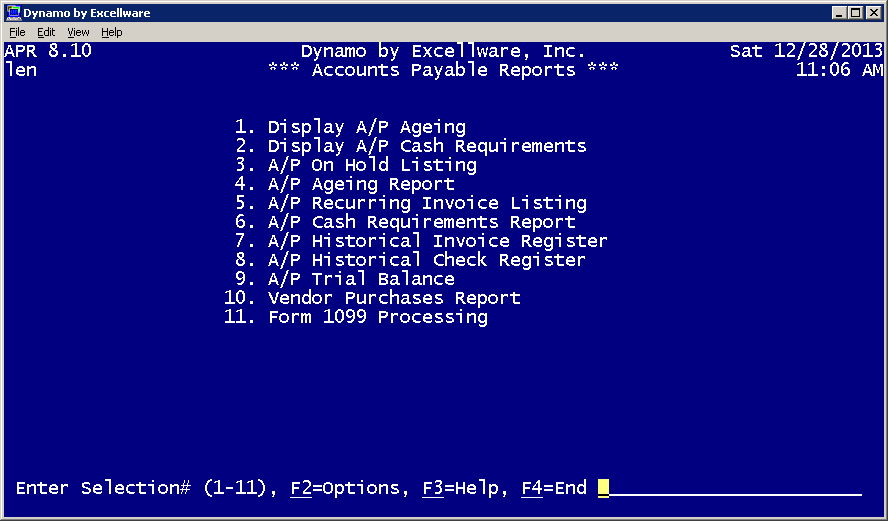 Dynamo by Excellware
File Edit View Help
APR 8.10 Dynamo by Excellware, Inc. Sat 12/28/2013
len *** Accounts Payable Reports *** 11:06 AM
1. Display A/P Ageing
2. Display A/P Cash Requirements
3. A/P On Hold Listing
4. A/P Ageing Report
5. A/P Recurring Invoice Listing
6. A/P Cash Requirements Report
7. A/P Historical Invoice Register
8. A/P Historical Check Register
9. A/P Trial Balance
10. Vendor Purchases Report
11. Form 1099 Processing
Enter Selection# (1-11), F2=Options, F3=Help, F4=End